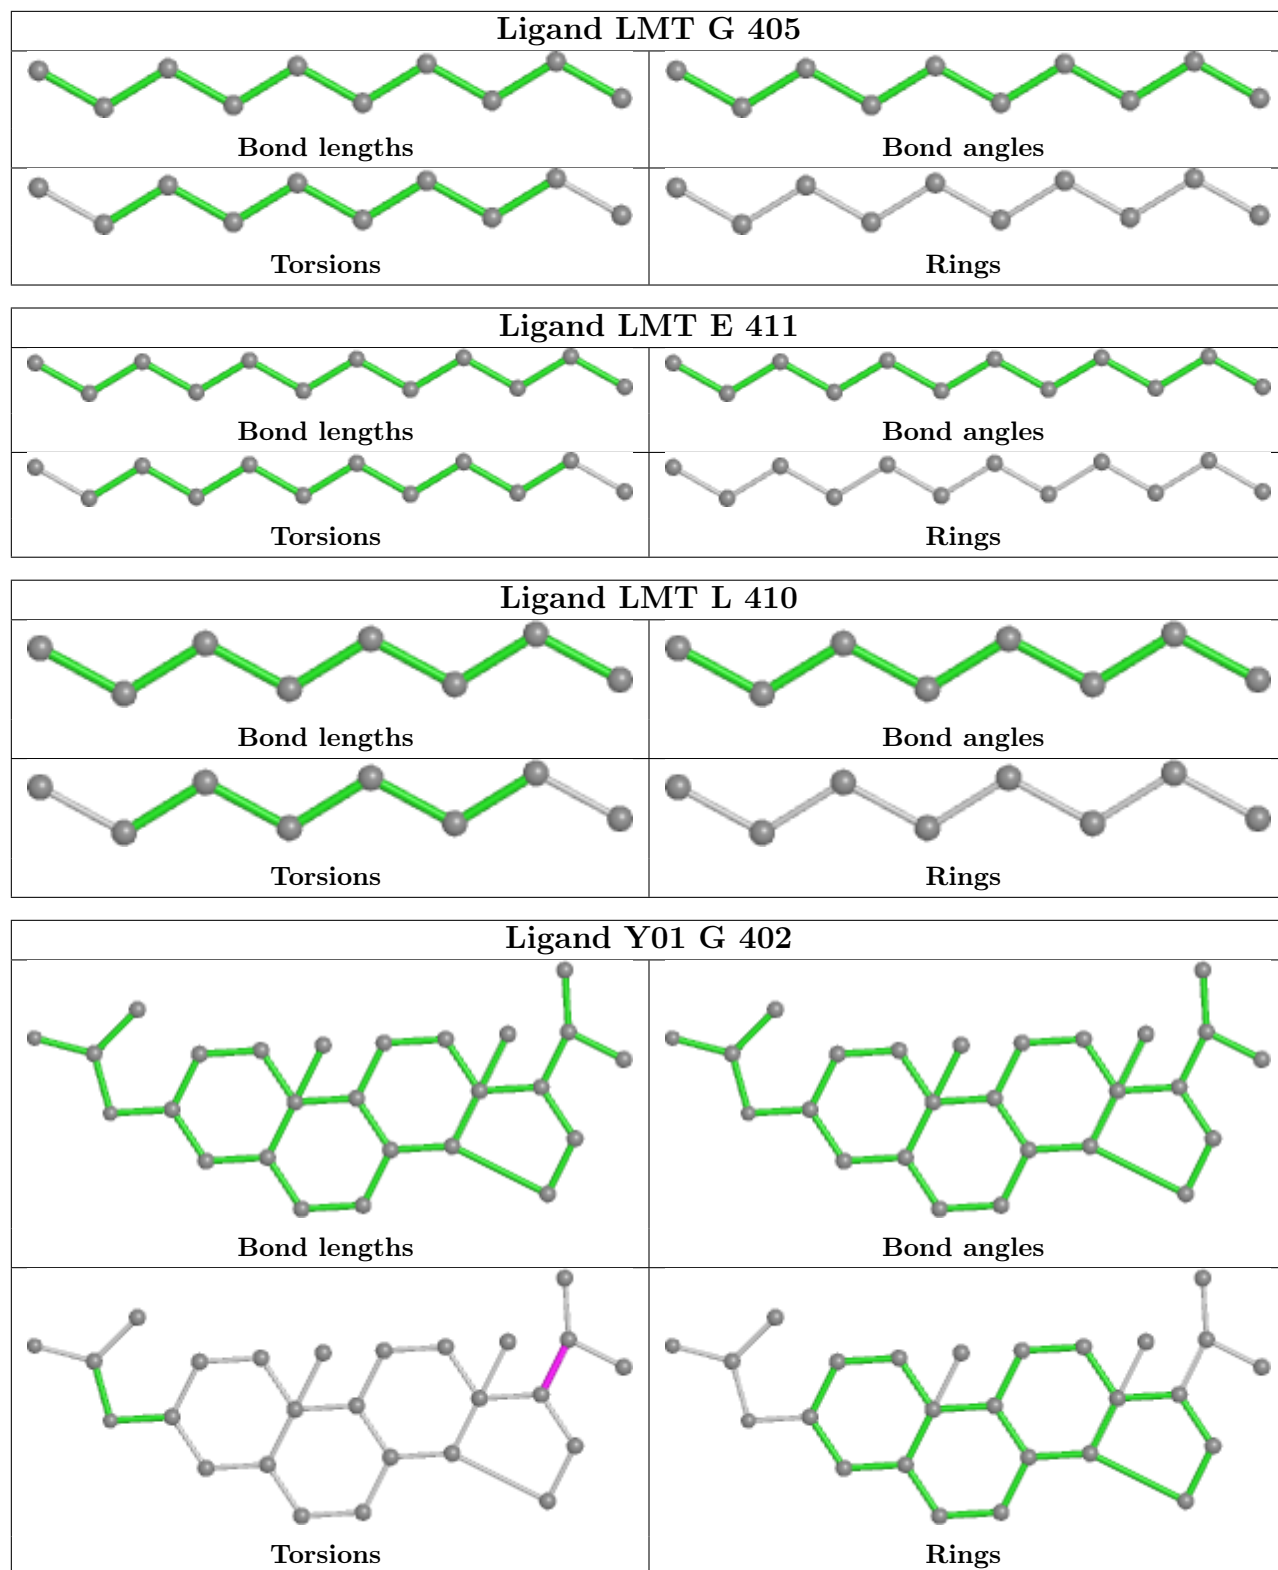 Ligand LMT G 405
Bond lengths
Bond angles
Torsions
Rings
Ligand LMT E 411
Bond lengths
Bond angles
Torsions
Rings
Ligand LMT L 410
Bond lengths
Bond angles
Torsions
Rings
Ligand Y01 G 402
Bond lengths
Bond angles
Torsions
Rings